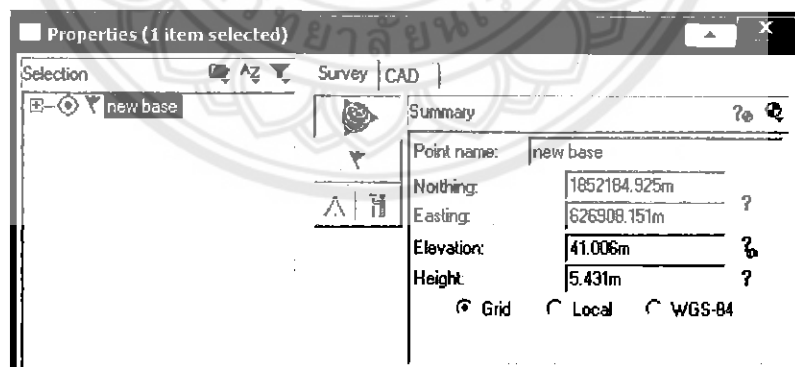 Properties (1 item selected)
Selection
Survey
CAD
new base
Summary
Point name:
new base
Northing:
1852184.925m
?
Easting:
626908.151m
Elevation:
41.006m
?
Height:
5.431m
?
Grid
Local
WGS-84